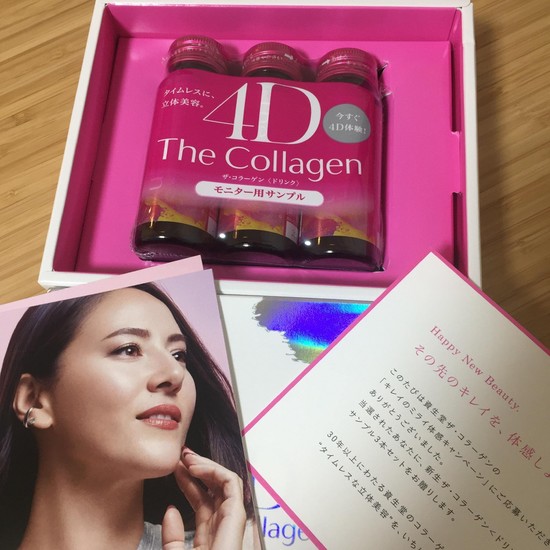 タイムレスに、
立体美容。
4D
今すぐ
4D体験!
The Collagen
ザ・コラーゲン〈ドリンク〉
モニター用サンプル
Happy New Beauty.
その先のキレイを、体感し
このたびは資生堂ザ・コラーゲンの
「キレイのミライ体感キャンペーン」にご応募いただ
ありがとうございました。
当選されたあなたに、新生ザ・コラーゲン〈ドリ
サンプル3本セットをお贈りします。
30年以上にわたる資生堂のコラーゲ
“タイムレスな立体美容”を、いち
Collagen